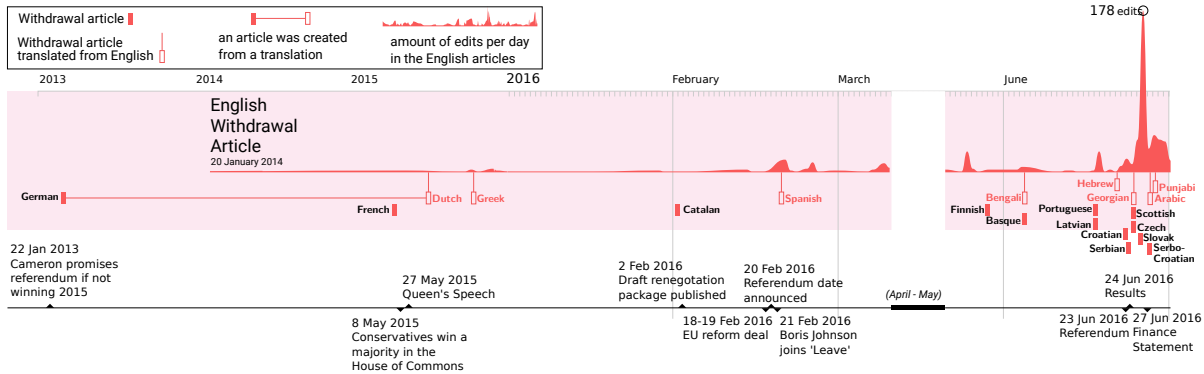 Withdrawal article
an article was created
from a translation
amount of edits per day
in the English articles
Withdrawal article
translated from English
178 edits
2013
2014
2015
2016
February
March
June
English
Withdrawal
Article
20 January 2014
German
Dutch
French
Greek
Catalan
Spanish
Finnish
Bengali
Basque
Hebrew
Georgian
Punjabi
Arabic
Portuguese
Latvian
Croatian
Serbian
Scottish
Czech
Slovak
Serbo-
Croatian
22 Jan 2013
Cameron promises
referendum if not
winning 2015
27 May 2015
Queen's Speech
8 May 2015
Conservatives win a
majority in the
House of Commons
2 Feb 2016
Draft renegotation
package published
20 Feb 2016
Referendum date
announced
18-19 Feb 2016
EU reform deal
21 Feb 2016
Boris Johnson
joins 'Leave'
(April - May)
24 Jun 2016
Results
23 Jun 2016
Referendum
27 Jun 2016
Finance
Statement